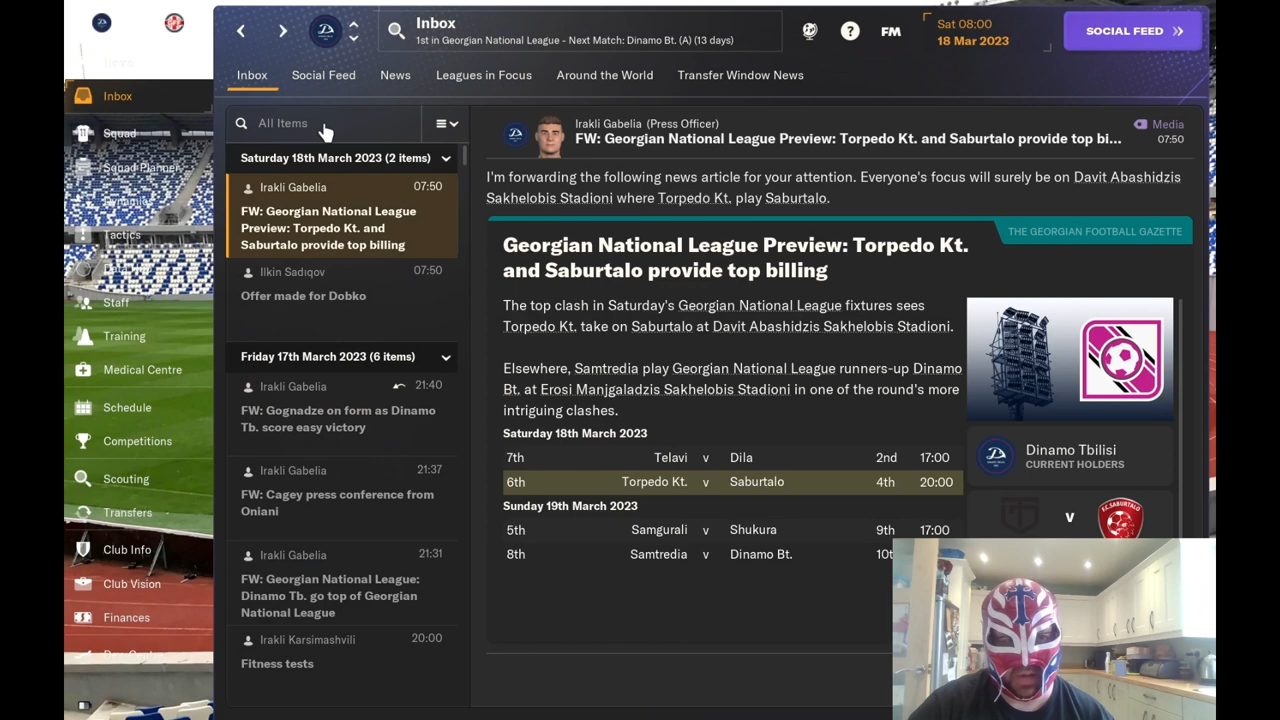 Inbox
1st in Georgian National League - Next Match: Dinamo Bt. (A) (13 days)
FM
Sat 08:00
18 Mar 2023
SOCIAL FEED
Inbox
Social Feed
News
Leagues in Focus
Around the World
Transfer Window News
Inbox
Squad
Squad Planner
Dynamics
Tactics
Data Hub
Staff
Training
Medical Centre
Schedule
Competitions
Scouting
Transfers
Club Info
Club Vision
Finances
All Items
Saturday 18th March 2023 (2 items)
Irakli Gabelia 07:50
FW: Georgian National League
Preview: Torpedo Kt. and
Saburtalo provide top billing
Ilkin Sadıqov 07:50
Offer made for Dobko
Friday 17th March 2023 (6 items)
Irakli Gabelia 21:40
FW: Gognadze on form as Dinamo
Tb. score easy victory
Irakli Gabelia 21:37
FW: Cagey press conference from
Oniani
Irakli Gabelia 21:31
FW: Georgian National League:
Dinamo Tb. go top of Georgian
National League
Irakli Karsimashvili 20:00
Fitness tests
Irakli Gabelia (Press Officer)
FW: Georgian National League Preview: Torpedo Kt. and Saburtalo provide top bi...
Media
07:50
I'm forwarding the following news article for your attention. Everyone's focus will surely be on Davit Abashidzis
Sakhelobis Stadioni where Torpedo Kt. play Saburtalo.
THE GEORGIAN FOOTBALL GAZETTE
Georgian National League Preview: Torpedo Kt.
and Saburtalo provide top billing
The top clash in Saturday's Georgian National League fixtures sees
Torpedo Kt. take on Saburtalo at Davit Abashidzis Sakhelobis Stadioni.
Elsewhere, Samtredia play Georgian National League runners-up Dinamo
Bt. at Erosi Manjgaladzis Sakhelobis Stadioni in one of the round's more
intriguing clashes.
Saturday 18th March 2023
7th Telavi v Dila 2nd 17:00
6th Torpedo Kt. v Saburtalo 4th 20:00
Sunday 19th March 2023
5th Samgurali v Shukura 9th 17:00
8th Samtredia v Dinamo Bt. 10t
Dinamo Tbilisi
CURRENT HOLDERS
v
F.C. SABURTALO